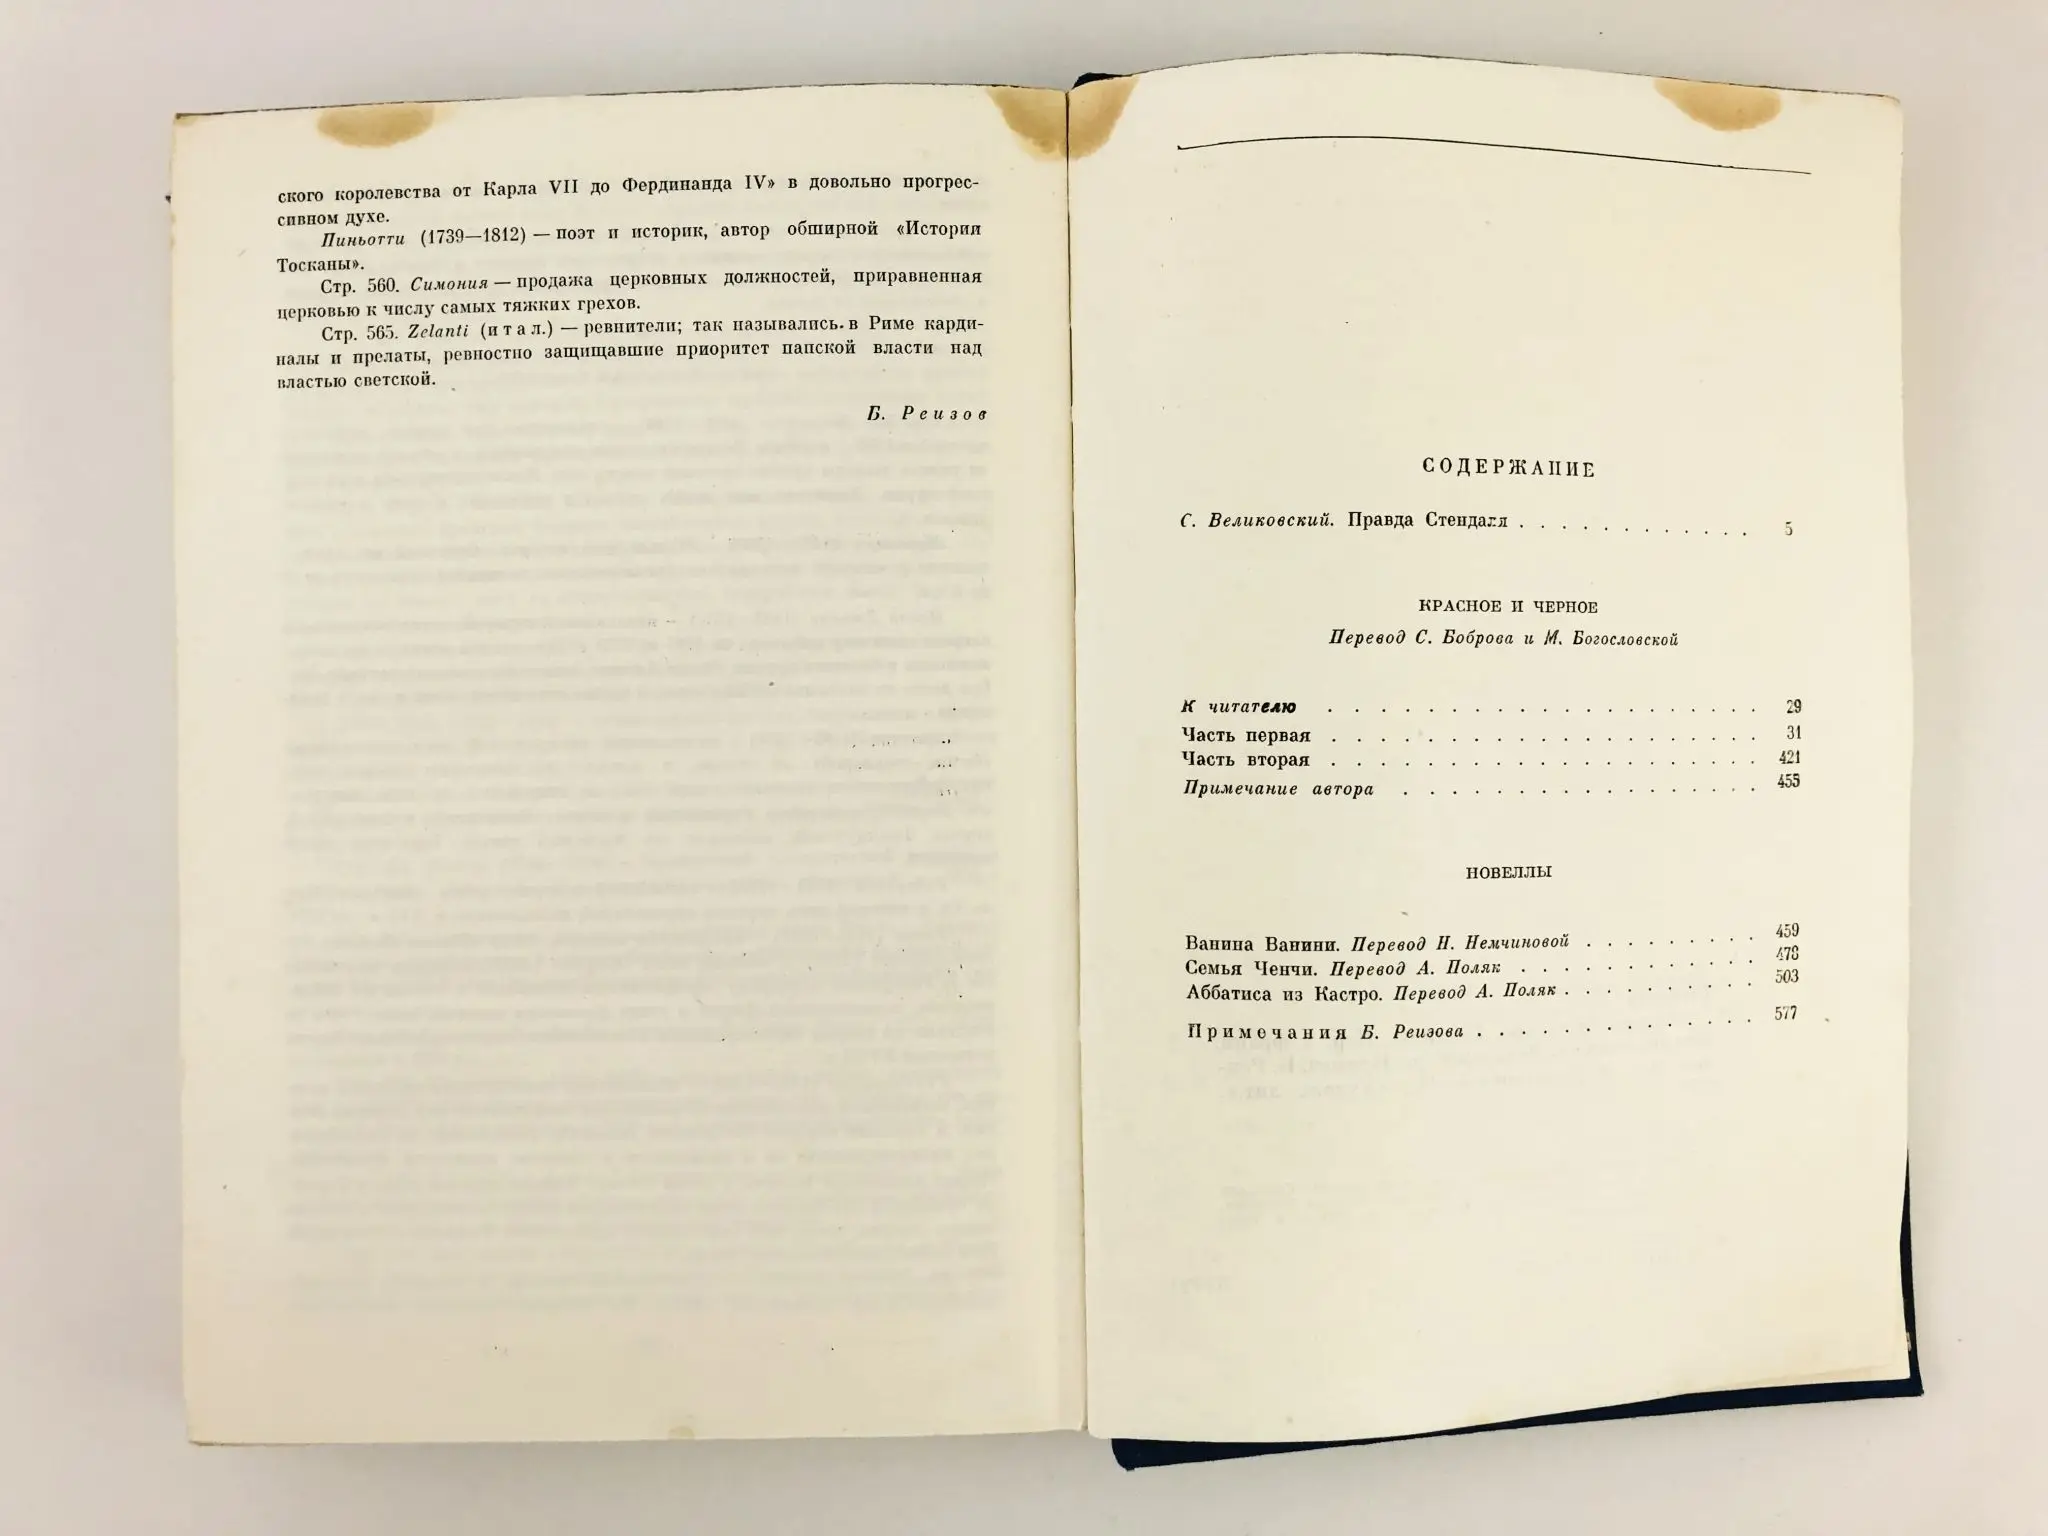 ского королевства от Карла VII до Фердинанда IV» в довольно прогрес-
сивном духе.
Пиньотти (1739—1812) — поэт и историк, автор обширной «Истории
Тосканы».
Стр. 560. Симония — продажа церковных должностей, приравненная
церковью к числу самых тяжких грехов.
Стр. 565. Zelanti (итал.) — ревнители; так назывались в Риме карди-
налы и прелаты, ревностно защищавшие приоритет папской власти над
властью светской.
Б. Реизов
СОДЕРЖАНИЕ
С. Великовский. Правда Стендаля . . . . . . . . . . . . 5
КРАСНОЕ И ЧЕРНОЕ
Перевод С. Боброва и М. Богословской
К читателю . . . . . . . . . . . . . . . . . . 29
Часть первая . . . . . . . . . . . . . . . . . . 31
Часть вторая . . . . . . . . . . . . . . . . . . 421
Примечание автора . . . . . . . . . . . . . . . 455
НОВЕЛЛЫ
Ванина Ванини. Перевод Н. Немчиновой . . . . . . . . . 459
Семья Ченчи. Перевод А. Поляк . . . . . . . . . . . 478
Аббатиса из Кастро. Перевод А. Поляк . . . . . . . . . 503
Примечания Б. Реизова . . . . . . . . . . . . . 577